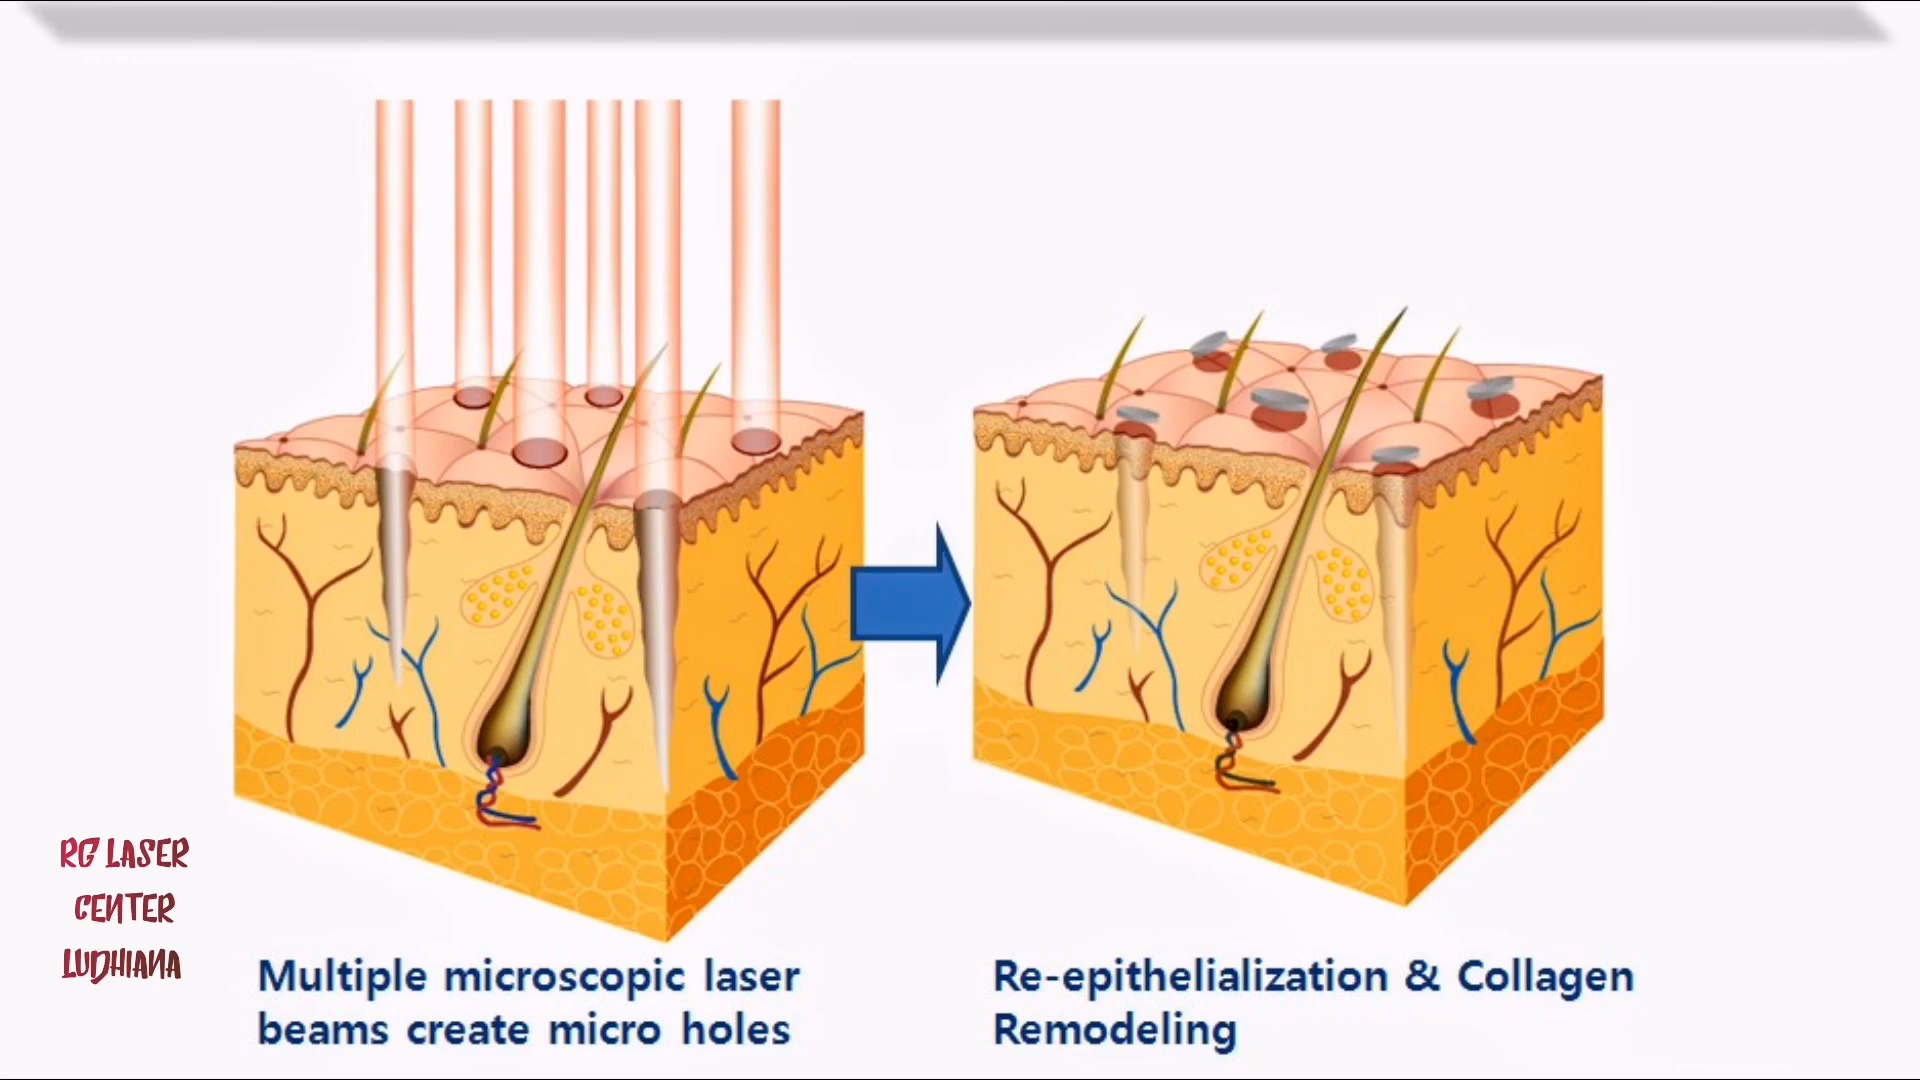 RG LASER
CENTER
LUDHIANA
Multiple microscopic laser
beams create micro holes
Re-epithelialization & Collagen
Remodeling